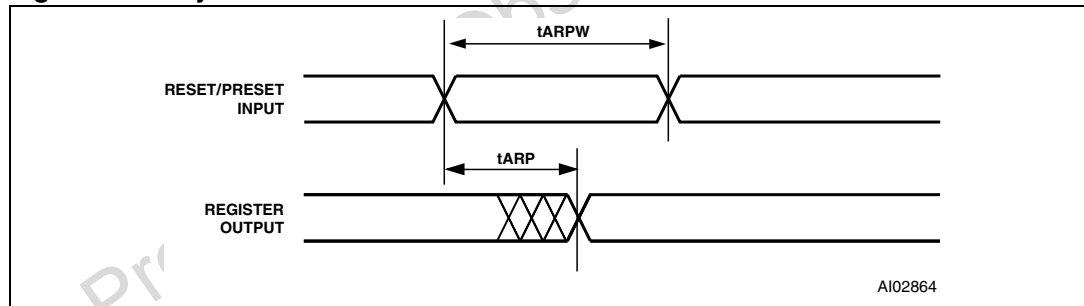 tARPW
RESET/PRESET
INPUT
tARP
REGISTER
OUTPUT
AI02864